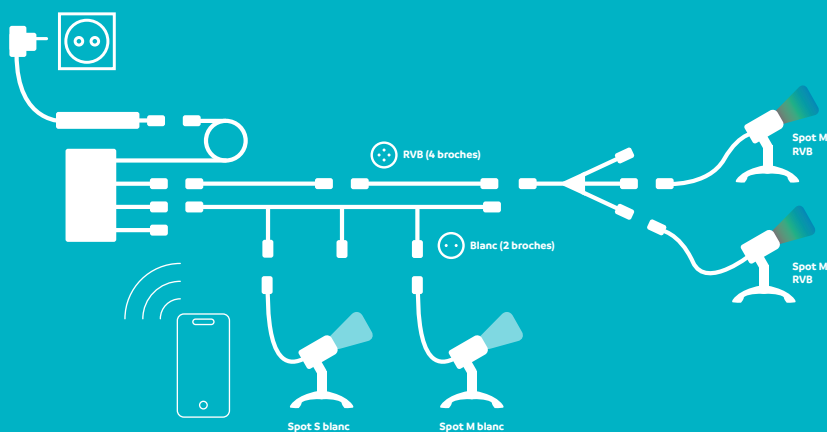 RVB (4 broches)
Spot M
RVB
Blanc (2 broches)
Spot M
RVB
Spot S blanc
Spot M blanc